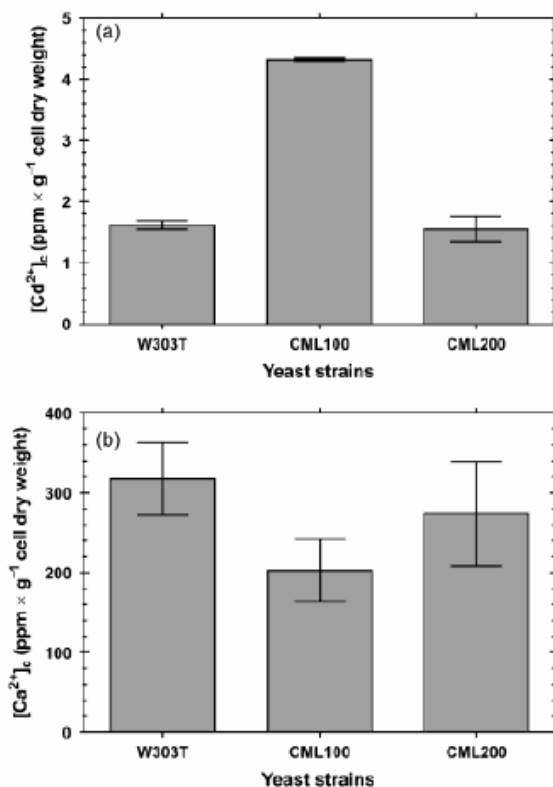 (a)
[Cd²⁺]c (ppm × g⁻¹ cell dry weight)
5
4
3
2
1
0
W303T CML100 CML200
Yeast strains
(b)
[Ca²⁺]c (ppm × g⁻¹ cell dry weight)
400
300
200
100
0
W303T CML100 CML200
Yeast strains